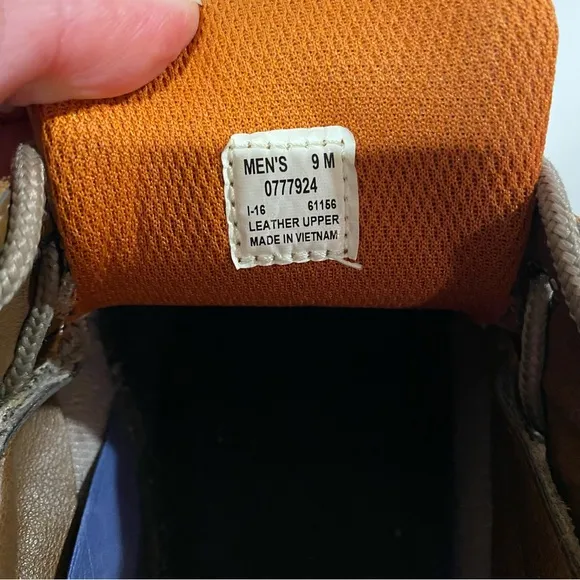 MEN'S 9 M
0777924
I-16 61156
LEATHER UPPER
MADE IN VIETNAM